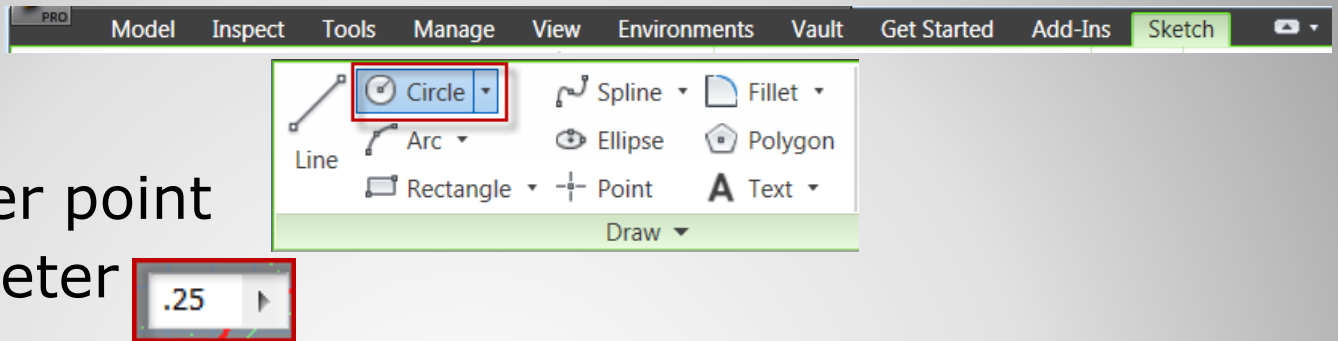 PRO Model Inspect Tools Manage View Environments Vault Get Started Add-Ins Sketch
Circle Spline Fillet
Line Arc Ellipse Polygon
Rectangle Point A Text
Draw
er point
eter .25